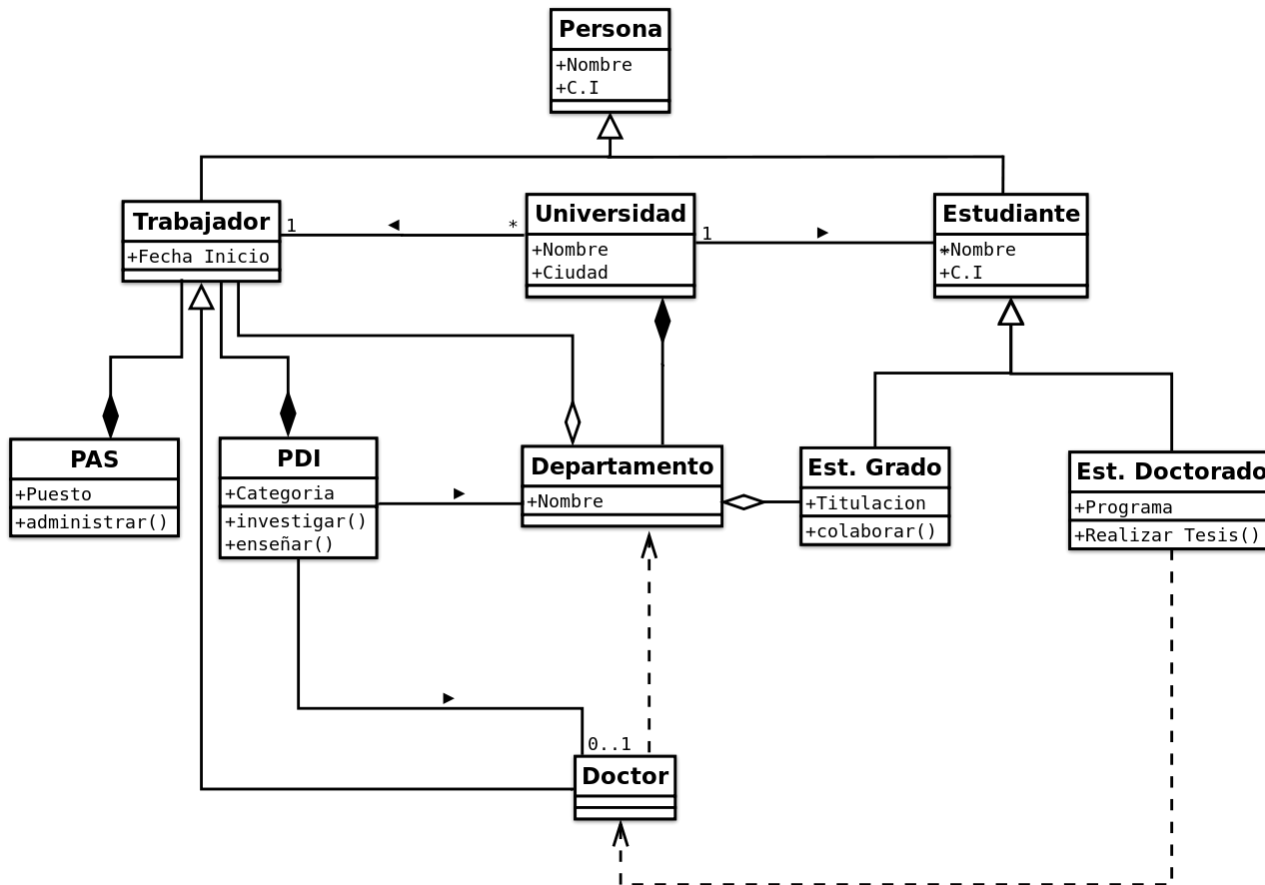 Persona
+Nombre
+C.I
Trabajador
+Fecha Inicio
1
*
Universidad
+Nombre
+Ciudad
1
Estudiante
+Nombre
+C.I
PAS
+Puesto
+administrar()
PDI
+Categoria
+investigar()
+enseñar()
Departamento
+Nombre
Est. Grado
+Titulacion
+colaborar()
Est. Doctorado
+Programa
+Realizar Tesis()
0..1
Doctor